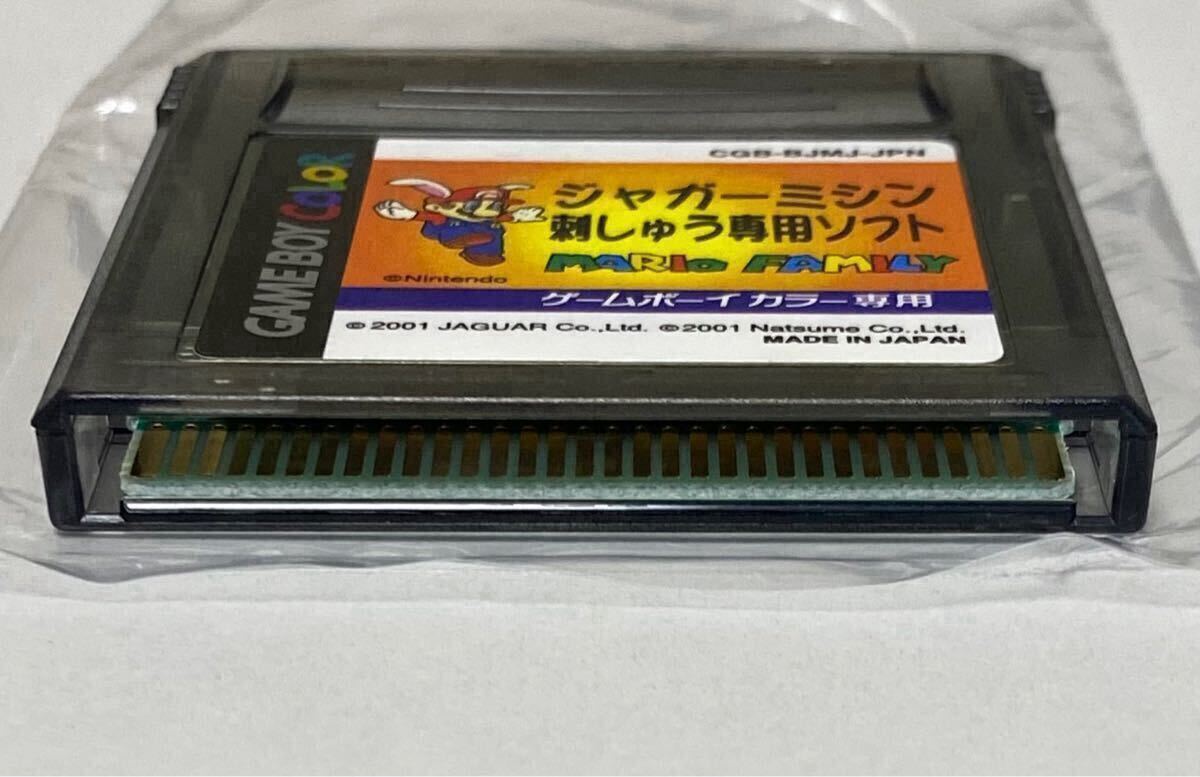 GAME BOY COLOR
CGB-BJMJ-JPN
ジャガーミシン
刺しゅう専用ソフト
MARIO FAMILY
©Nintendo
ゲームボーイカラー専用
©2001 JAGUAR Co.,Ltd. ©2001 Natsume Co.,Ltd.
MADE IN JAPAN